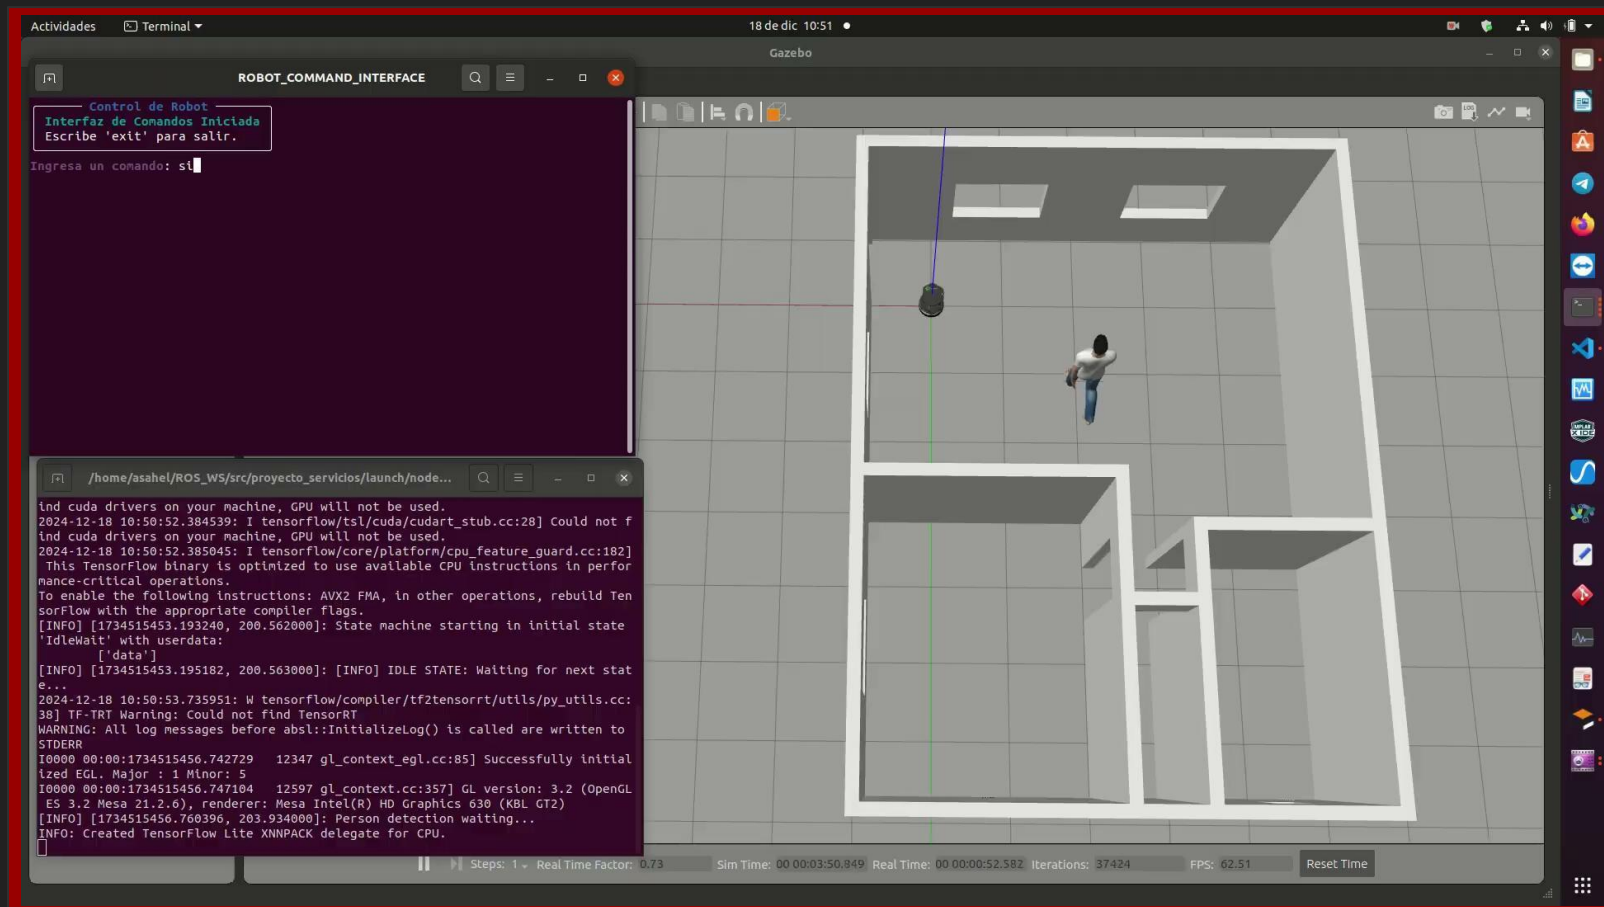 Actividades
Terminal
18 de dic 10:51
Gazebo
ROBOT_COMMAND_INTERFACE
Control de Robot
Interfaz de Comandos Iniciada
Escribe 'exit' para salir.
Ingresa un comando: si
/home/asahel/ROS_WS/src/proyecto_servicios/launch/node...
ind cuda drivers on your machine, GPU will not be used.
2024-12-18 10:50:52.384539: I tensorflow/tsl/cuda/cudart_stub.cc:28] Could not f
ind cuda drivers on your machine, GPU will not be used.
2024-12-18 10:50:52.385045: I tensorflow/core/platform/cpu_feature_guard.cc:182]
This TensorFlow binary is optimized to use available CPU instructions in perfor
mance-critical operations.
To enable the following instructions: AVX2 FMA, in other operations, rebuild Ten
sorFlow with the appropriate compiler flags.
[INFO] [1734515453.193240, 200.562000]: State machine starting in initial state
'IdleWait' with userdata:
['data']
[INFO] [1734515453.195182, 200.563000]: [INFO] IDLE STATE: Waiting for next stat
e...
2024-12-18 10:50:53.735951: W tensorflow/compiler/tf2tensorrt/utils/py_utils.cc:
38] TF-TRT Warning: Could not find TensorRT
WARNING: All log messages before absl::InitializeLog() is called are written to
STDERR
I0000 00:00:1734515456.742729 12347 gl_context_egl.cc:85] Successfully initial
ized EGL. Major : 1 Minor: 5
I0000 00:00:1734515456.747104 12597 gl_context.cc:357] GL version: 3.2 (OpenGL
ES 3.2 Mesa 21.2.6), renderer: Mesa Intel(R) HD Graphics 630 (KBL GT2)
[INFO] [1734515456.760396, 203.934000]: Person detection waiting...
INFO: Created TensorFlow Lite XNNPACK delegate for CPU.
Steps: 1 Real Time Factor: 0.73 Sim Time: 00 00:03:50.849 Real Time: 00 00:00:52.582 Iterations: 37424 FPS: 62.51 Reset Time